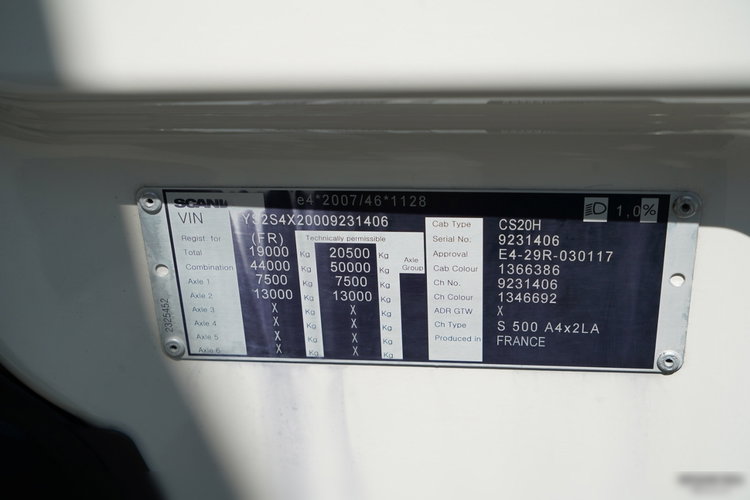 SCANIA e4*2007/46*1128 1.0%
VIN YS2S4X20009231406
Regist for (FR) Technically permissible
Total 19000 Kg 20500 Kg Axle Group
Combination 44000 Kg 50000 Kg
Axle 1 7500 Kg 7500 Kg
Axle 2 13000 Kg 13000 Kg
Axle 3 X Kg X Kg
Axle 4 X Kg X Kg
Axle 5 X Kg X Kg
Axle 6 X Kg X Kg
Cab Type CS20H
Serial No. 9231406
Approval E4-29R-030117
Cab Colour 1366386
Ch No. 9231406
Ch Colour 1346692
ADR GTW X
Ch Type S 500 A4x2LA
Produced in FRANCE
2325452